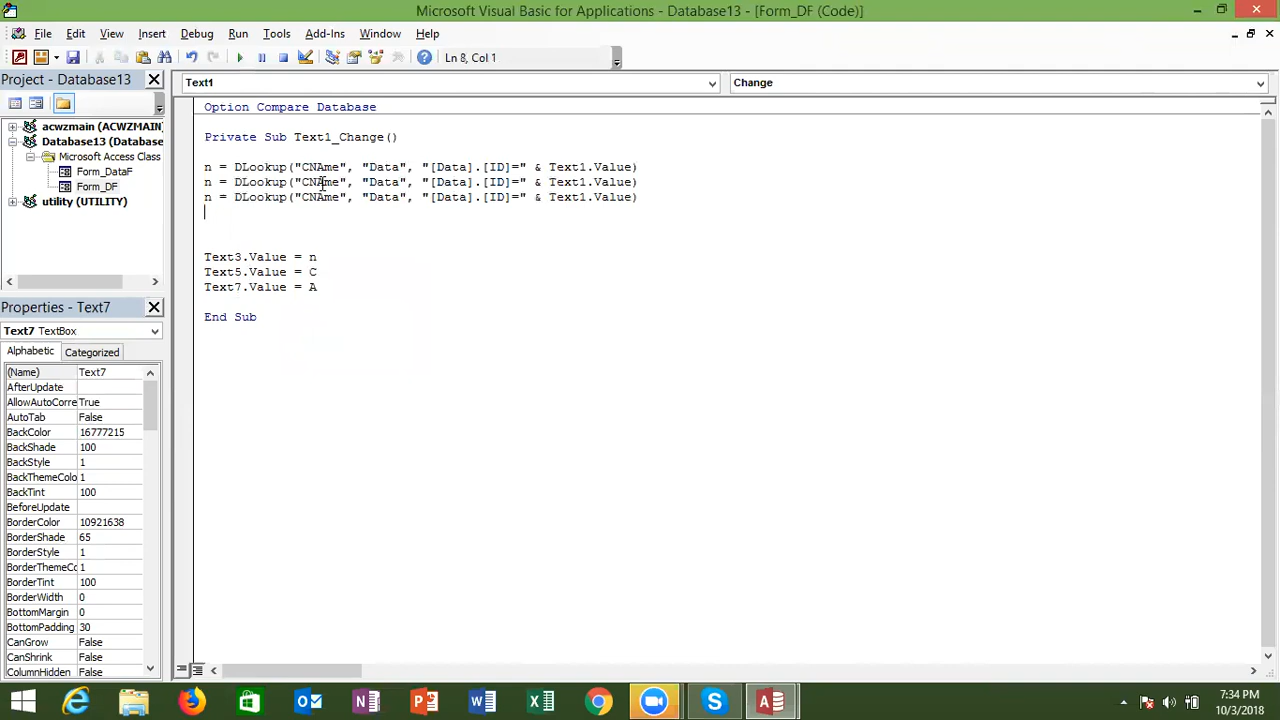 Microsoft Visual Basic for Applications - Database13 - [Form_DF (Code)]
File Edit View Insert Format Debug Run Tools Add-Ins Window Help
Ln 8, Col 1
Project - Database13
acwzmain (ACWZMAIN)
Database13 (Database
Microsoft Access Class
Form_DataF
Form_DF
utility (UTILITY)
Properties - Text7
Text7 TextBox
Alphabetic Categorized
(Name) Text7
AfterUpdate
AllowAutoCorre True
AutoTab False
BackColor 16777215
BackShade 100
BackStyle 1
BackThemeColo 1
BackTint 100
BeforeUpdate
BorderColor 10921638
BorderShade 65
BorderStyle 1
BorderThemeCo 1
BorderTint 100
BorderWidth 0
BottomMargin 0
BottomPadding 30
CanGrow False
CanShrink False
ColumnHidden False
Text1 Change
Option Compare Database
Private Sub Text1_Change()
n = DLookup("CNAme", "Data", "[Data].[ID]=" & Text1.Value)
n = DLookup("CNAme", "Data", "[Data].[ID]=" & Text1.Value)
n = DLookup("CNAme", "Data", "[Data].[ID]=" & Text1.Value)
Text3.Value = n
Text5.Value = C
Text7.Value = A
End Sub
7:34 PM
10/3/2018